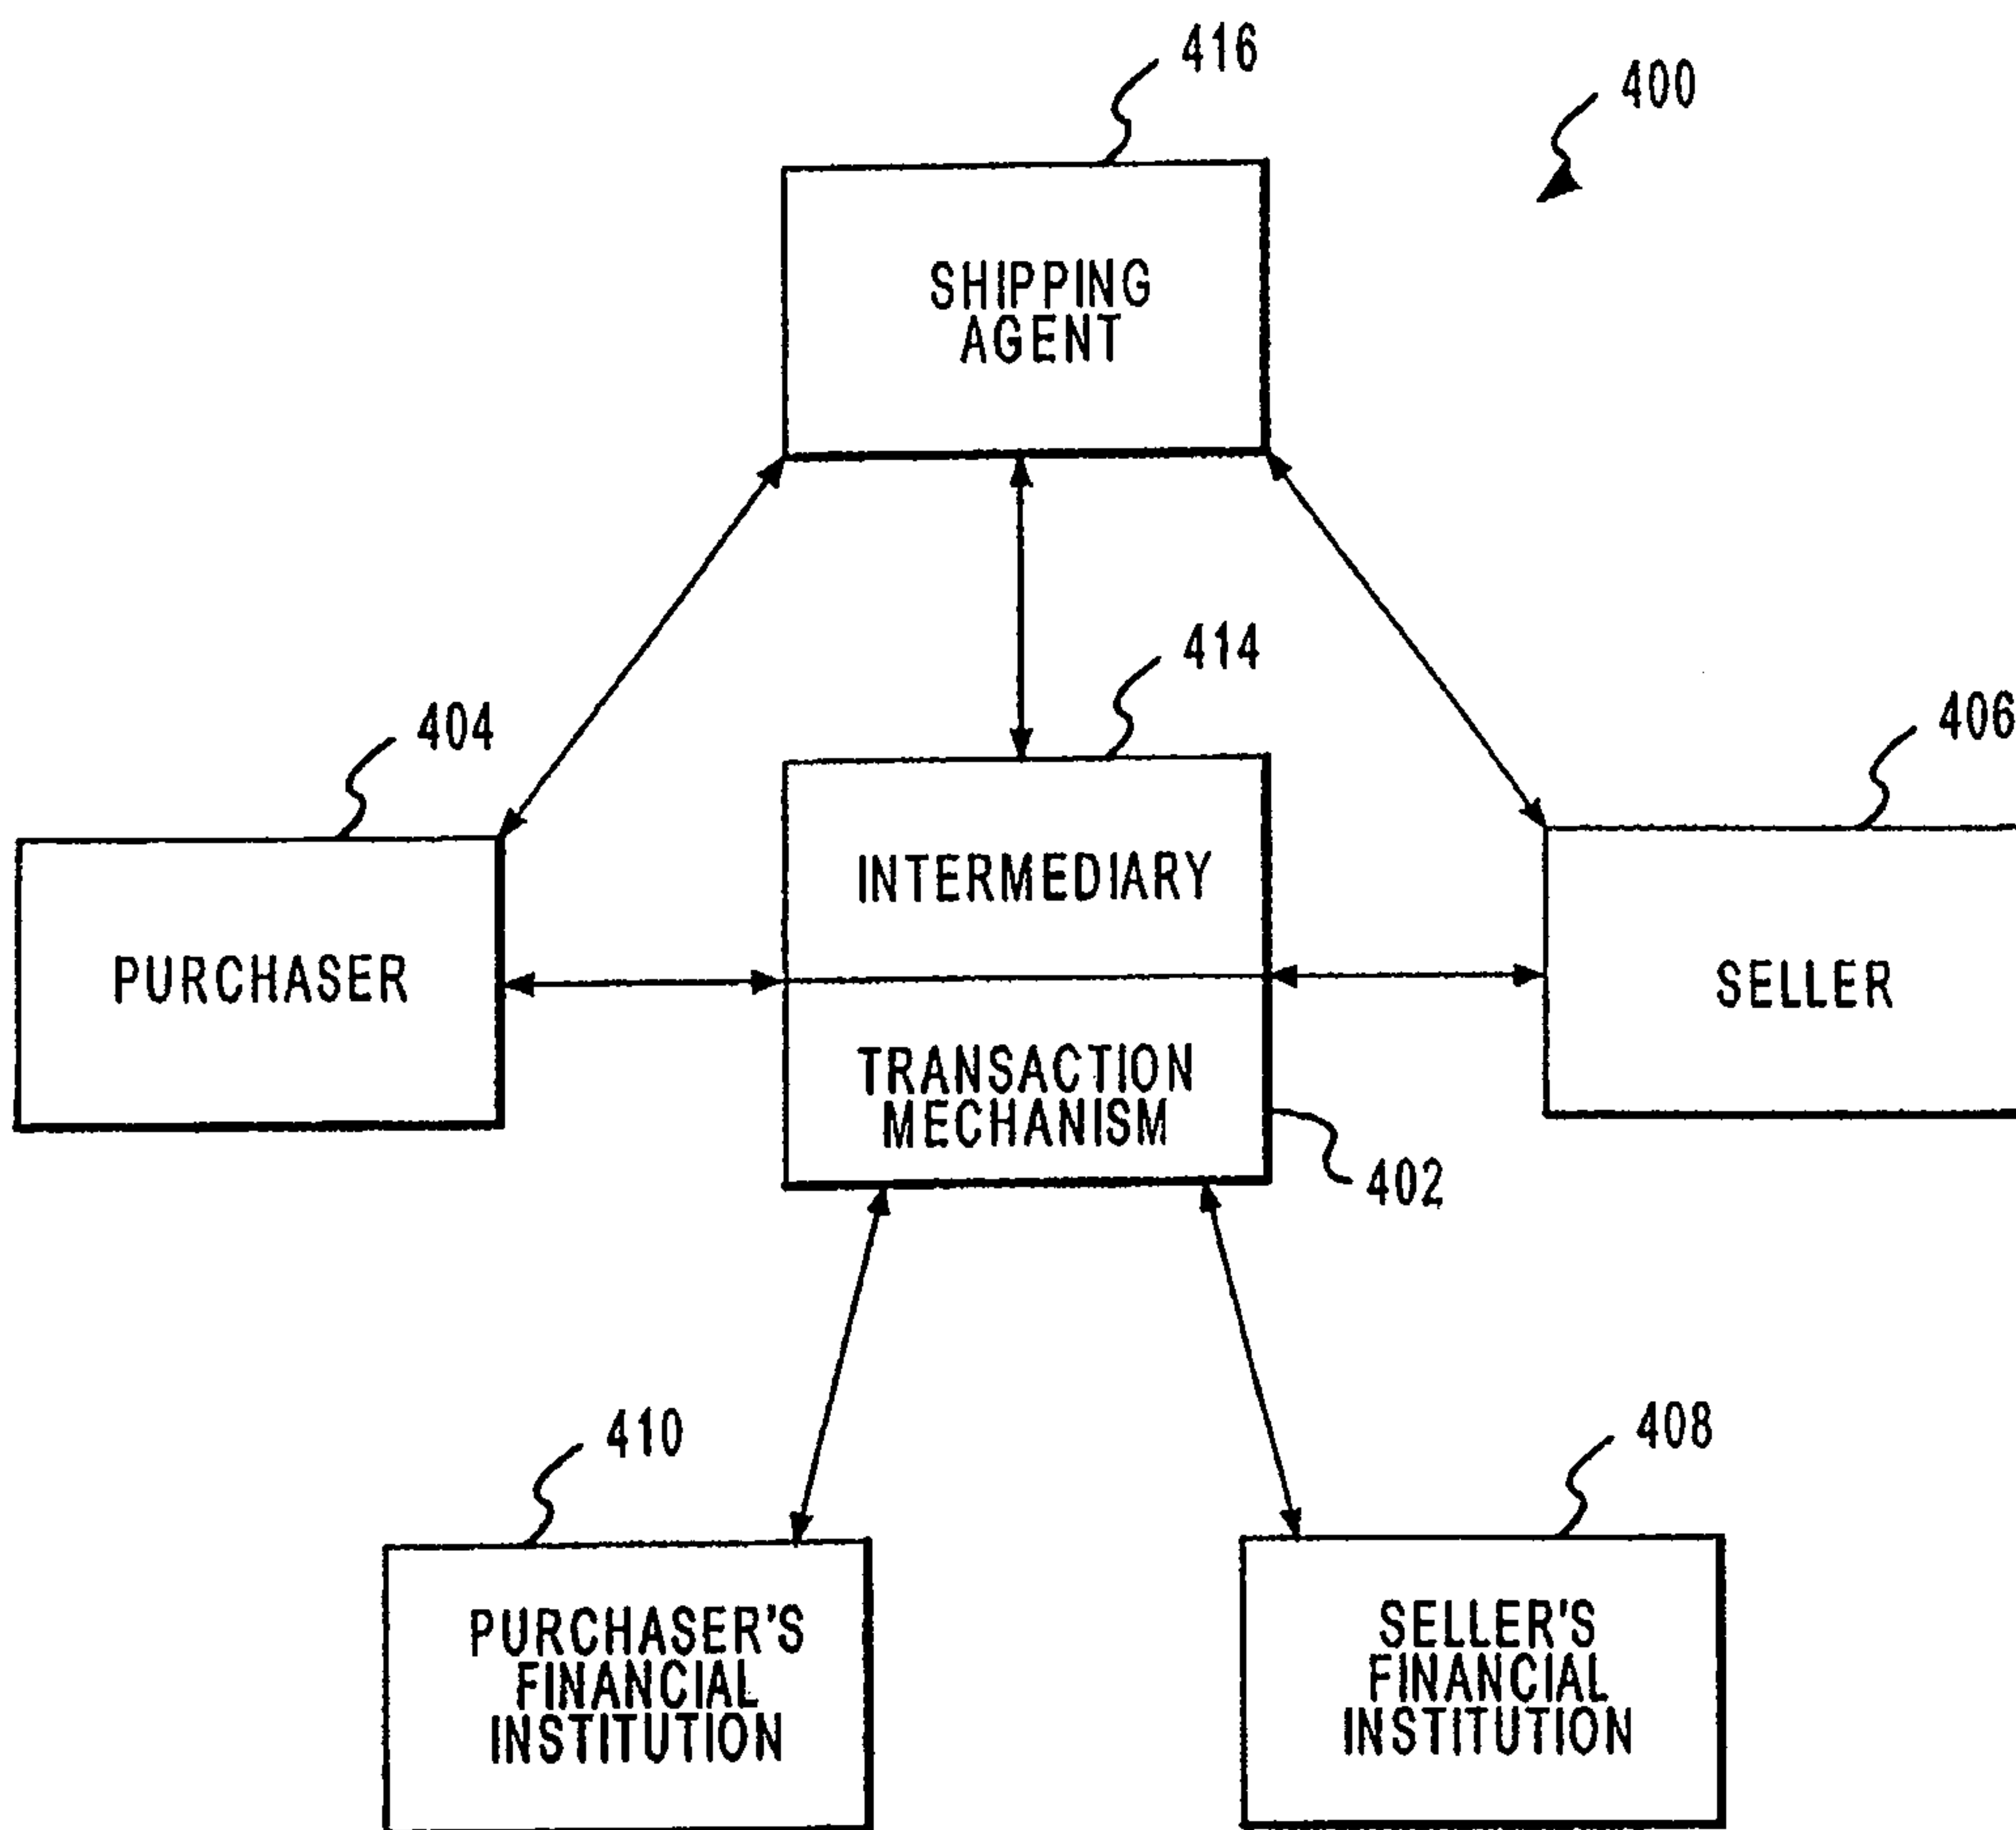 416
400
SHIPPING
AGENT
414
404
406
INTERMEDIARY
PURCHASER
SELLER
TRANSACTION
MECHANISM
402
410
408
PURCHASER'S
FINANCIAL
INSTITUTION
SELLER'S
FINANCIAL
INSTITUTION